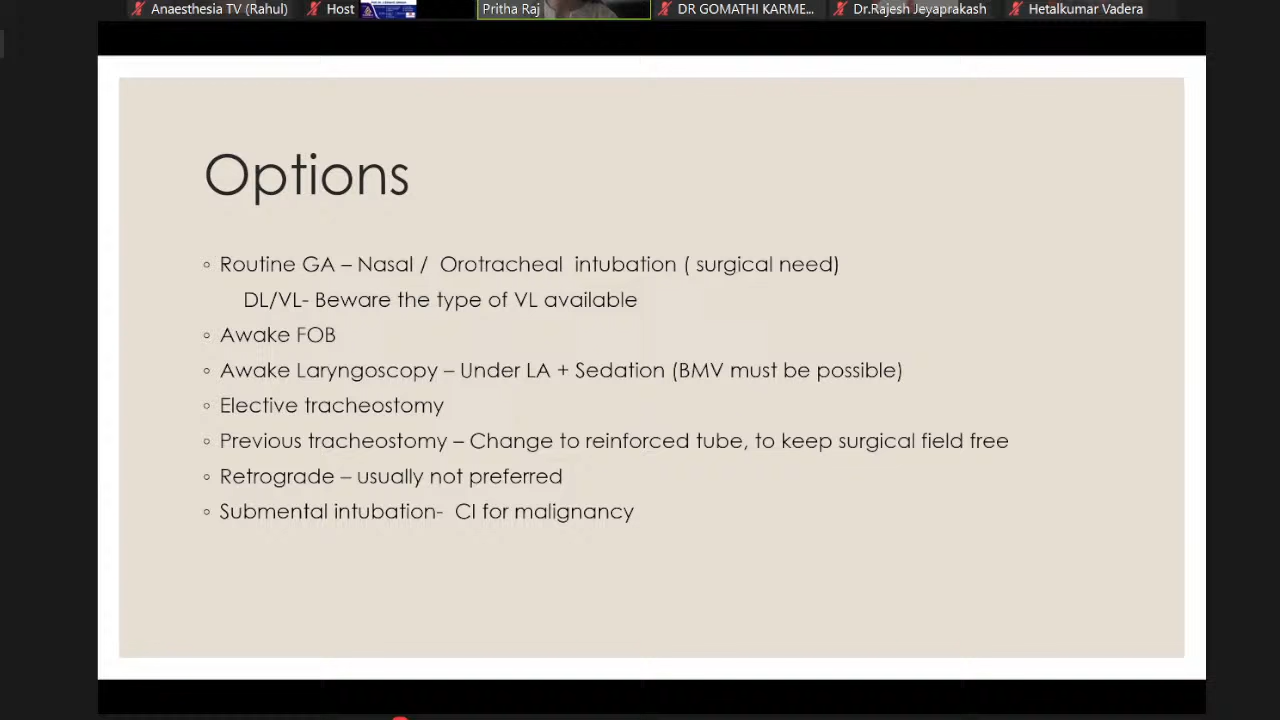 Anaesthesia TV (Rahul) Host Pritha Raj DR GOMATHI KARME... Dr.Rajesh Jeyaprakash Hetalkumar Vadera
Options
◦ Routine GA – Nasal / Orotracheal intubation ( surgical need)
DL/VL- Beware the type of VL available
◦ Awake FOB
◦ Awake Laryngoscopy – Under LA + Sedation (BMV must be possible)
◦ Elective tracheostomy
◦ Previous tracheostomy – Change to reinforced tube, to keep surgical field free
◦ Retrograde – usually not preferred
◦ Submental intubation- CI for malignancy